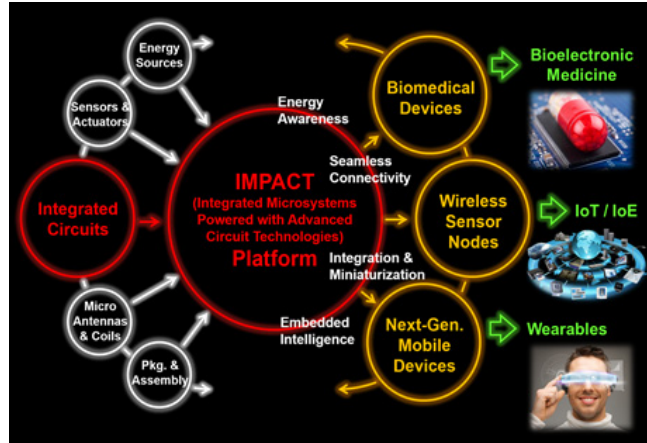 Energy
Sources
Sensors &
Actuators
Integrated
Circuits
Micro
Antennas
& Coils
Pkg. &
Assembly
IMPACT
(Integrated Microsystems
Powered with Advanced
Circuit Technologies)
Platform
Energy
Awareness
Seamless
Connectivity
Integration &
Miniaturization
Embedded
Intelligence
Biomedical
Devices
Wireless
Sensor
Nodes
Next-Gen.
Mobile
Devices
Bioelectronic
Medicine
IoT / IoE
Wearables